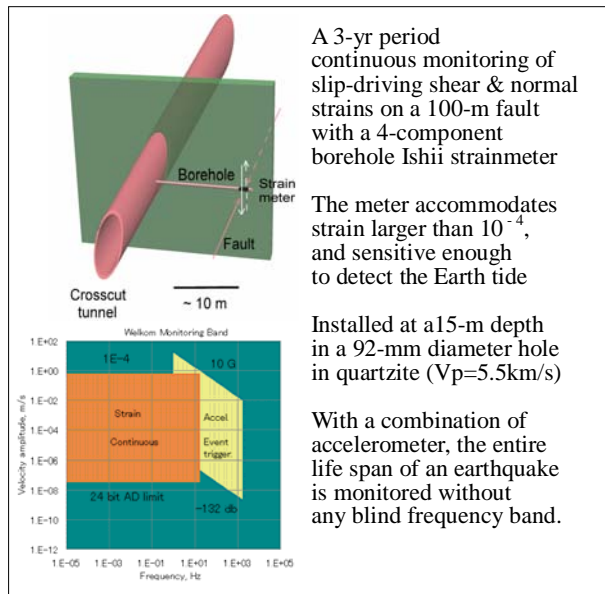 Borehole
Strain
meter
Fault
Crosscut
tunnel
~ 10 m
Welkom Monitoring Band
Velocity amplitude, m/s
1.E+02
1.E+00
1.E-02
1.E-04
1.E-06
1.E-08
1.E-10
1.E-12
1E-4
10 G
Strain
Continuous
Accel.
Event
trigger.
24 bit AD limit
-132 db
1.E-05 1.E-03 1.E-01 1.E+01 1.E+03 1.E+05
Frequency, Hz
A 3-yr period
continuous monitoring of
slip-driving shear & normal
strains on a 100-m fault
with a 4-component
borehole Ishii strainmeter
The meter accommodates
strain larger than 10⁻⁴,
and sensitive enough
to detect the Earth tide
Installed at a15-m depth
in a 92-mm diameter hole
in quartzite (Vp=5.5km/s)
With a combination of
accelerometer, the entire
life span of an earthquake
is monitored without
any blind frequency band.